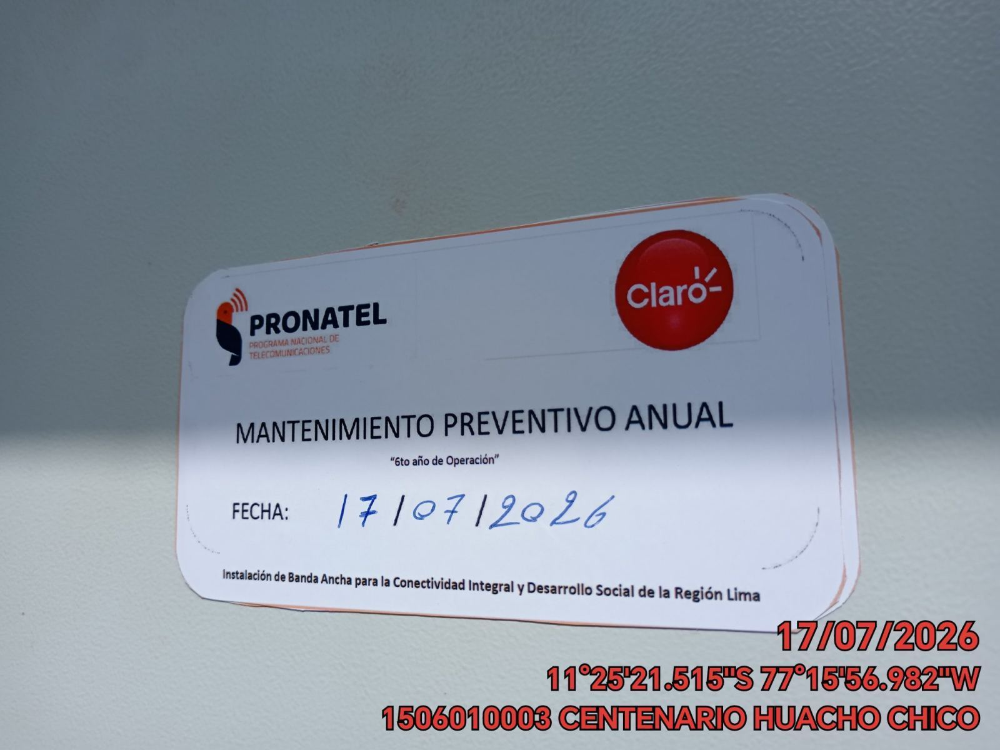 PRONATEL
PROGRAMA NACIONAL DE
TELECOMUNICACIONES
Claro
MANTENIMIENTO PREVENTIVO ANUAL
“6to año de Operación”
FECHA: 17/07/2026
Instalación de Banda Ancha para la Conectividad Integral y Desarrollo Social de la Región Lima
17/07/2026
11°25'21.515"S 77°15'56.982"W
1506010003 CENTENARIO HUACHO CHICO